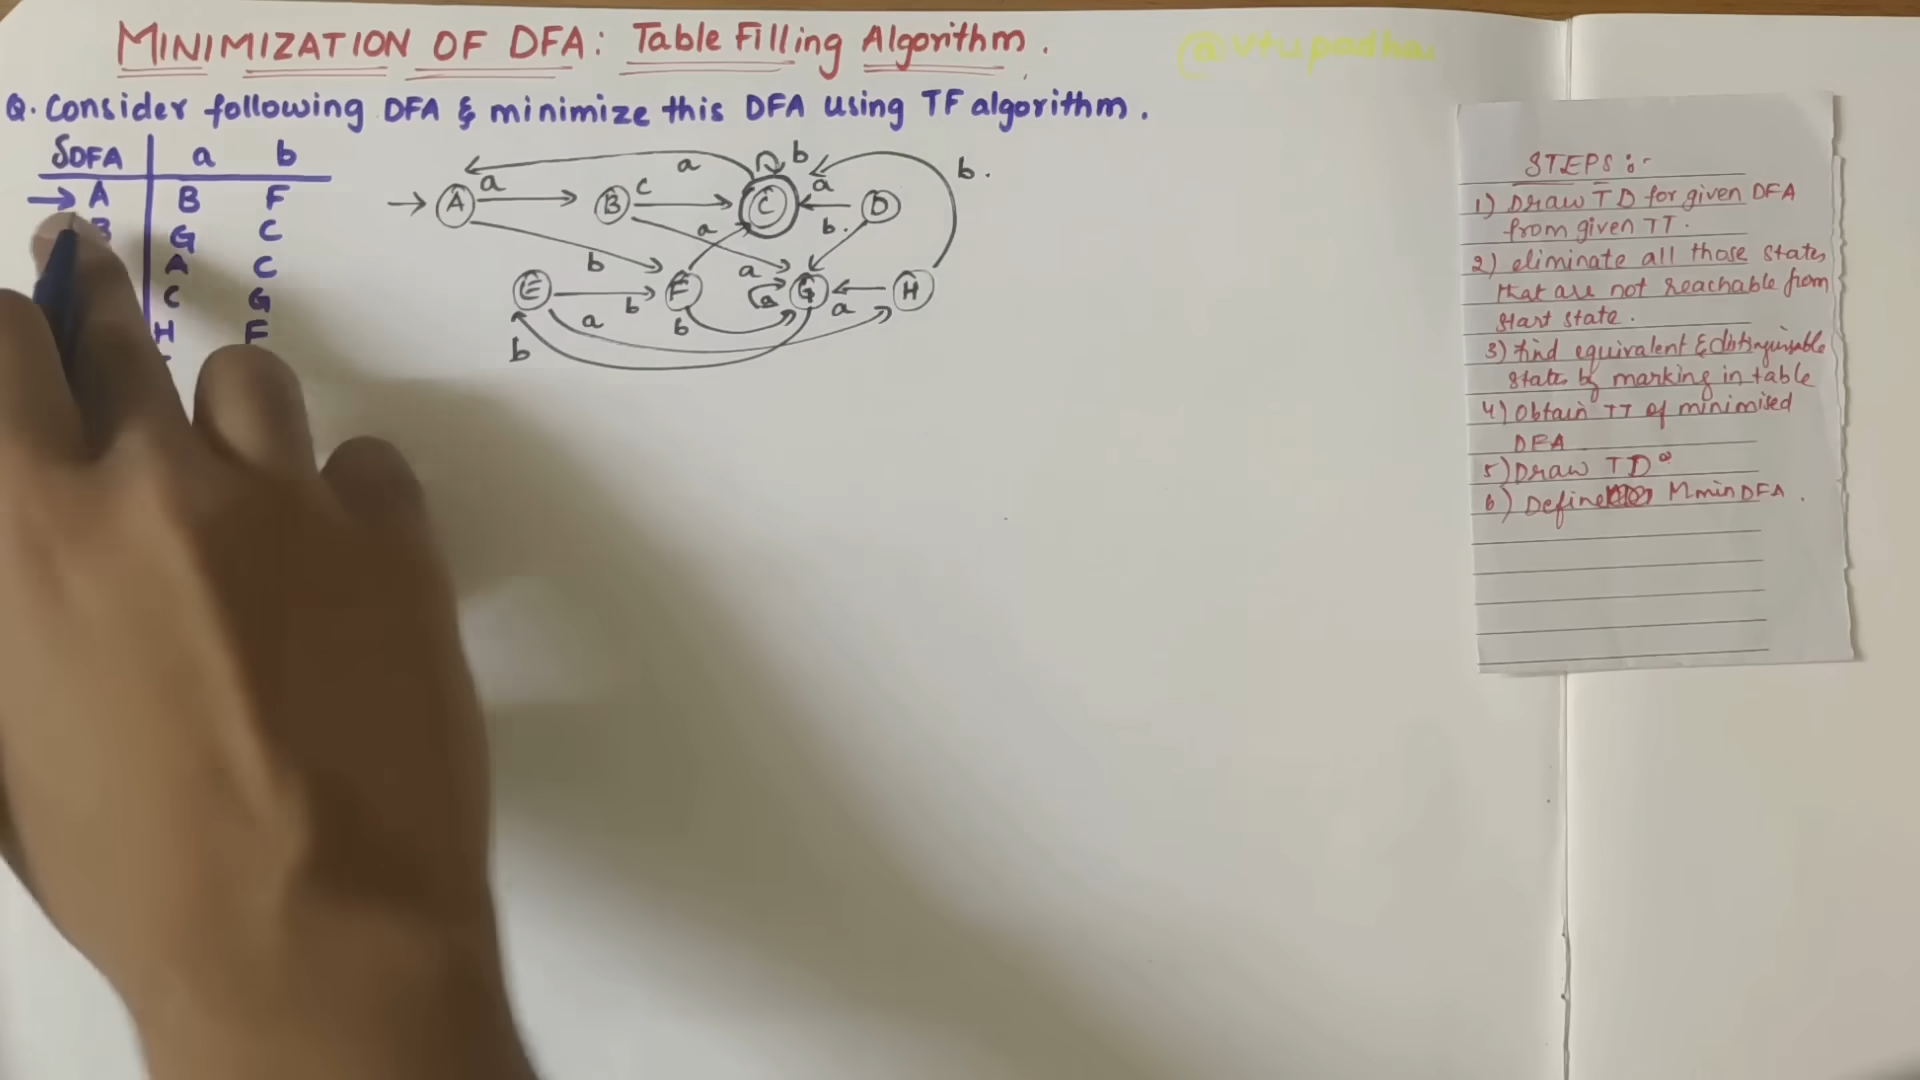 MINIMIZATION OF DFA: Table Filling Algorithm.
@vtupadhai
Q. Consider following DFA & minimize this DFA using TF algorithm.
δDFA a b
→ A B F
B G C
A C
C G
H F
→ A a B c C b D a b.
a b a b. a
E b F a G a H
a b b
STEPS :-
1) Draw TD for given DFA
from given TT.
2) eliminate all those states
that are not reachable from
start state.
3) find equivalent & distinguisable
states by marking in table
4) Obtain TT of minimised
DFA
5) Draw TD
6) Define MminDFA.